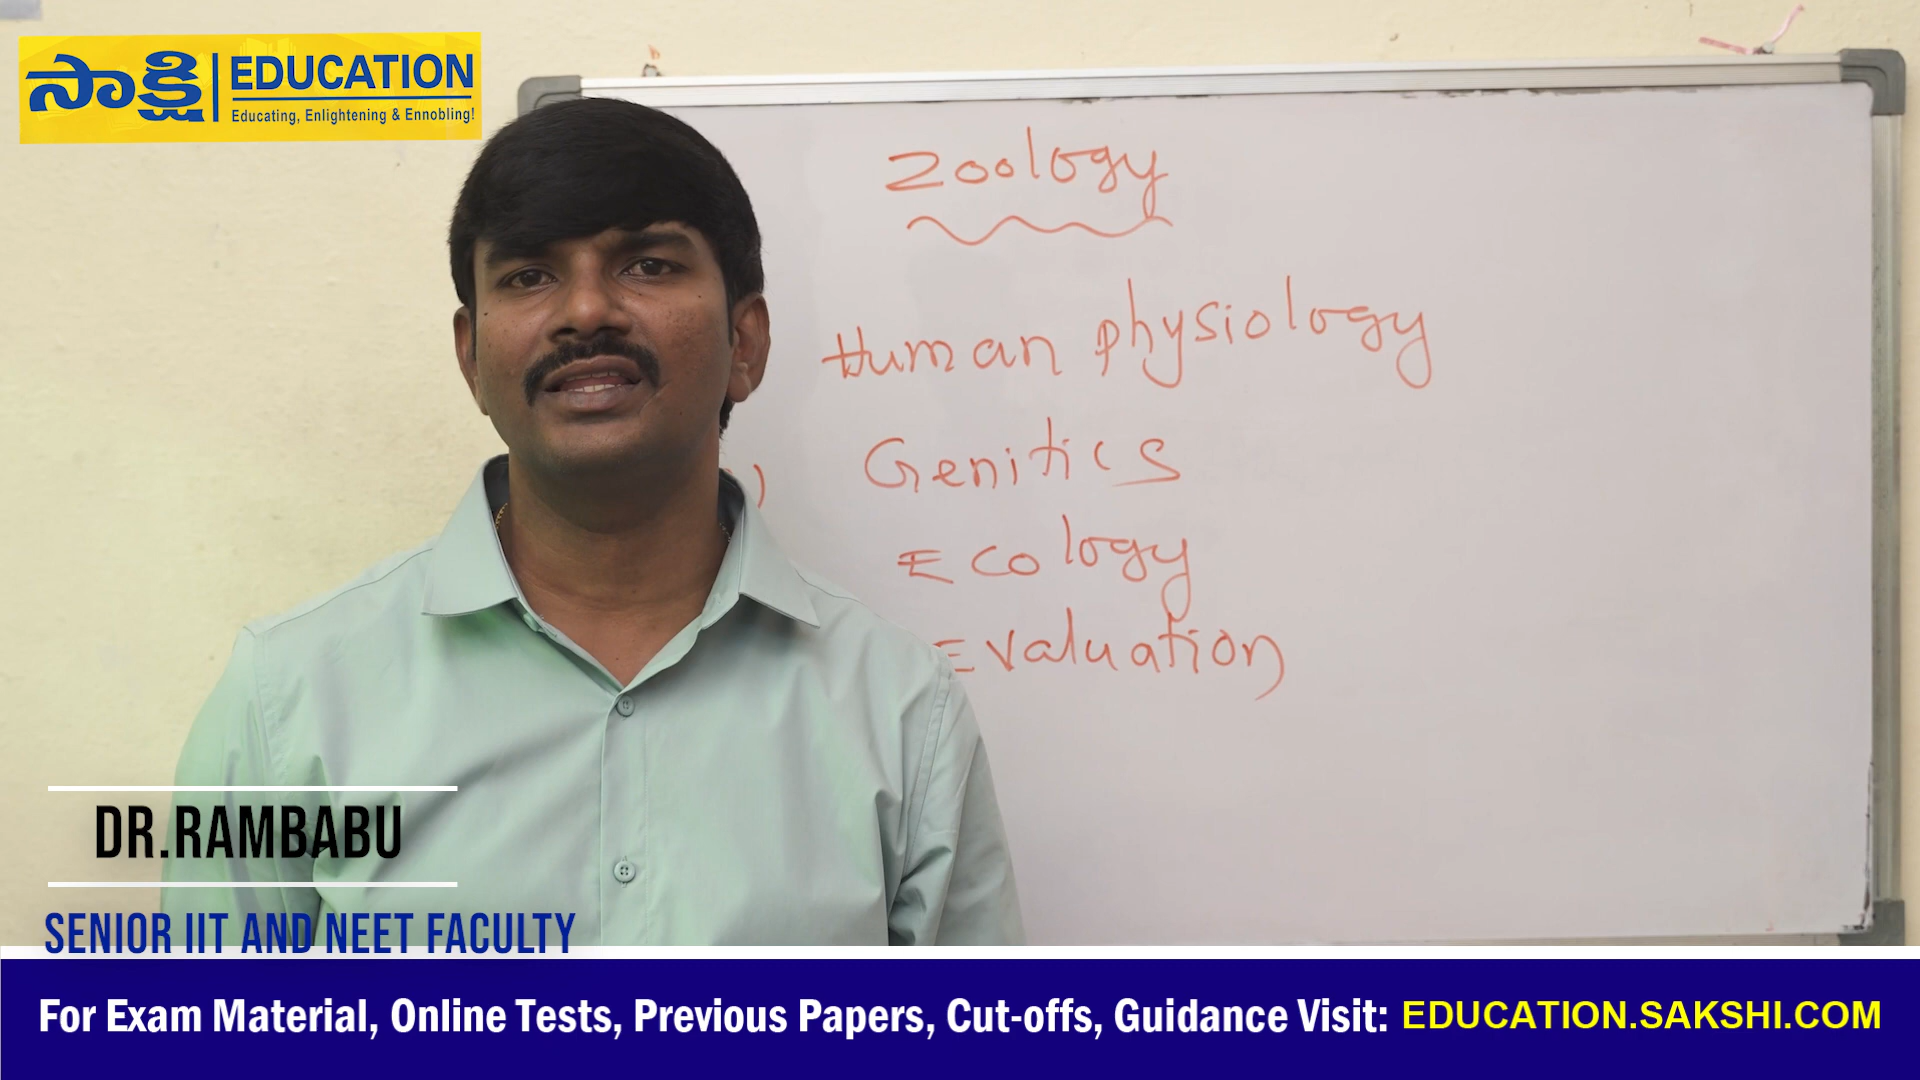 సాక్షి
EDUCATION
Educating, Enlightening & Ennobling!
Zoology
Human physiology
Genitics
Ecology
Evaluation
DR.RAMBABU
SENIOR IIT AND NEET FACULTY
For Exam Material, Online Tests, Previous Papers, Cut-offs, Guidance Visit: EDUCATION.SAKSHI.COM